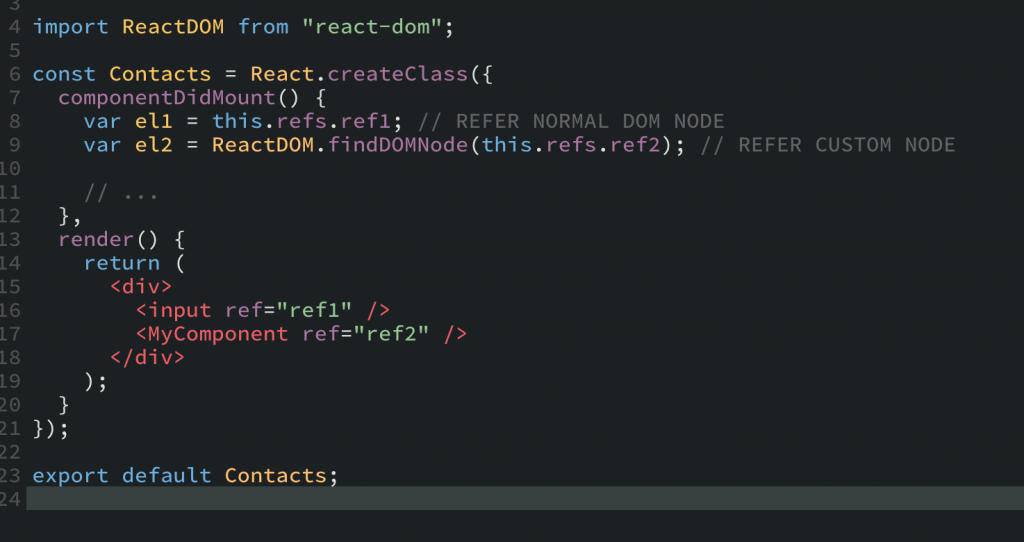 3
4 import ReactDOM from "react-dom";
5
6 const Contacts = React.createClass({
7   componentDidMount() {
8     var el1 = this.refs.ref1; // REFER NORMAL DOM NODE
9     var el2 = ReactDOM.findDOMNode(this.refs.ref2); // REFER CUSTOM NODE
10
11     // ...
12   },
13   render() {
14     return (
15       <div>
16         <input ref="ref1" />
17         <MyComponent ref="ref2" />
18       </div>
19     );
20   }
21 });
22
23 export default Contacts;
24